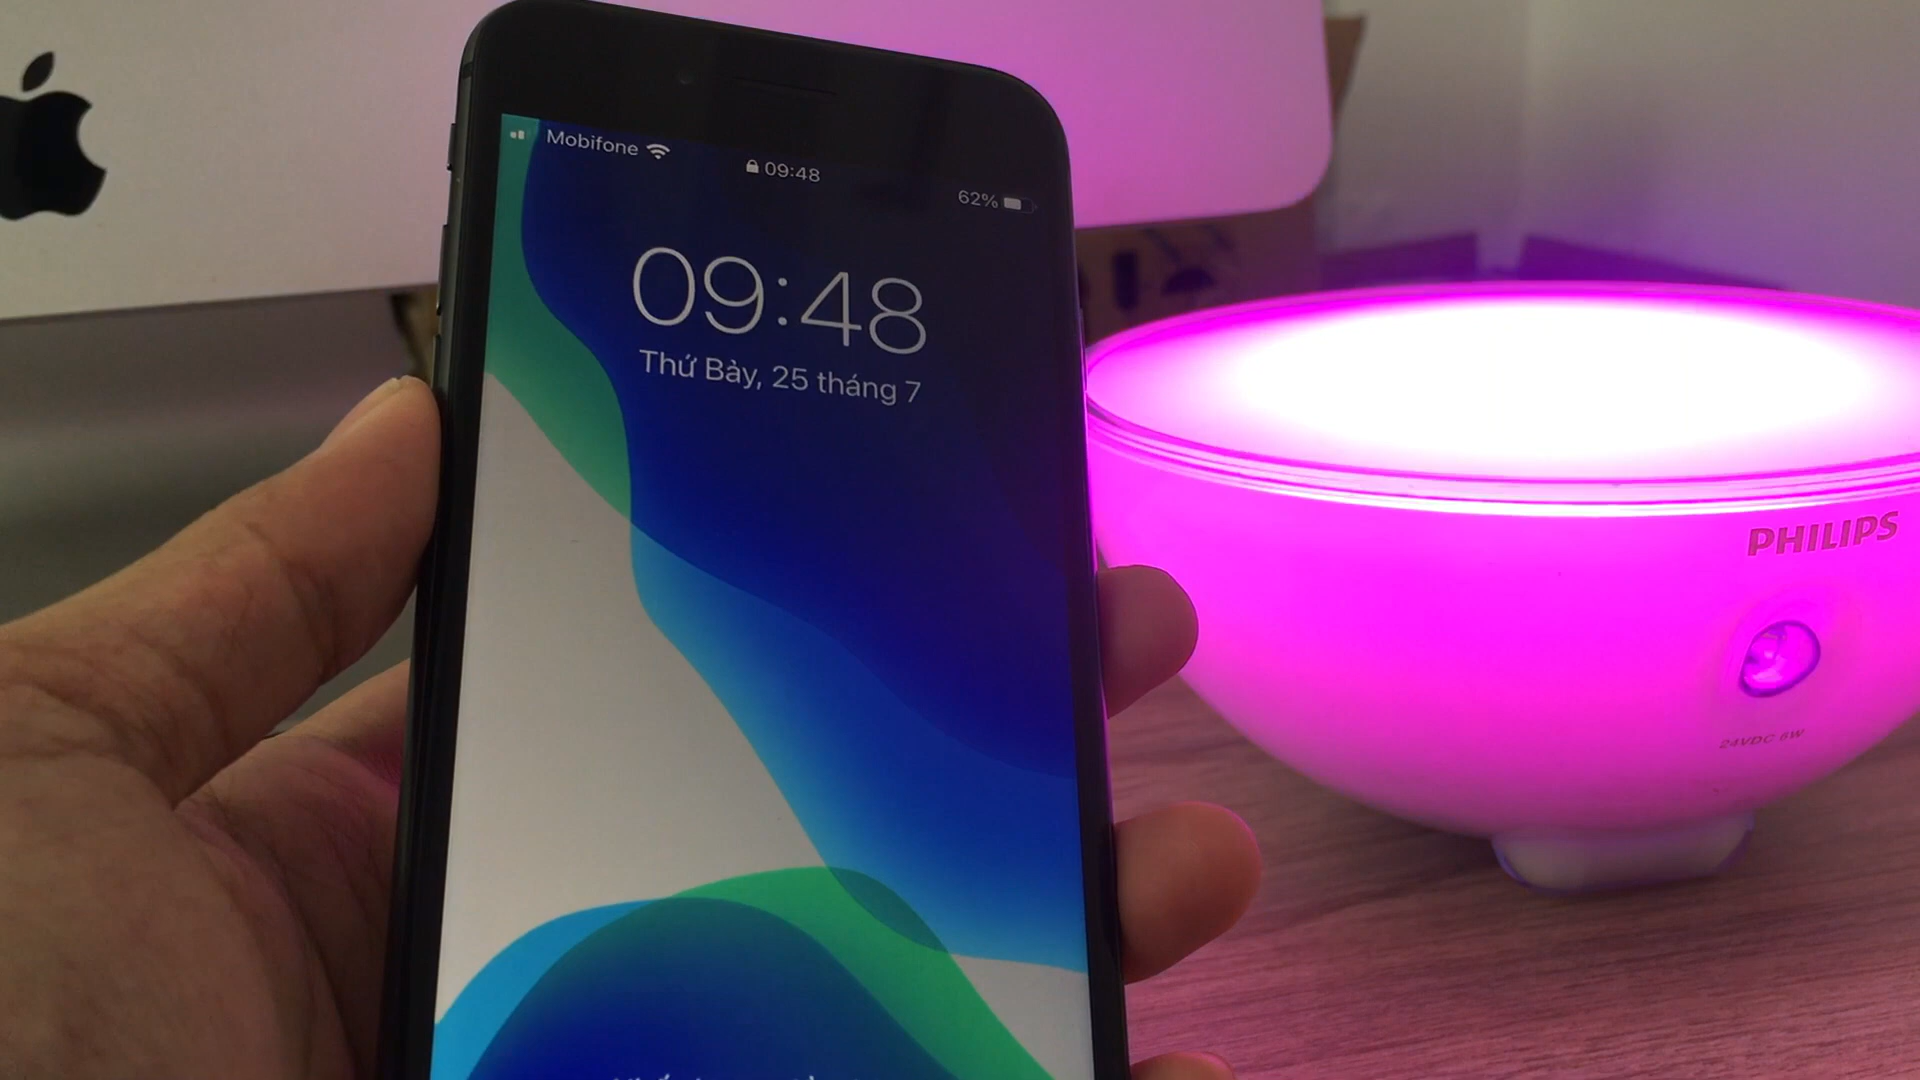 Mobifone
09:48
62%
09:48
Thứ Bảy, 25 tháng 7
PHILIPS
24VDC 6W